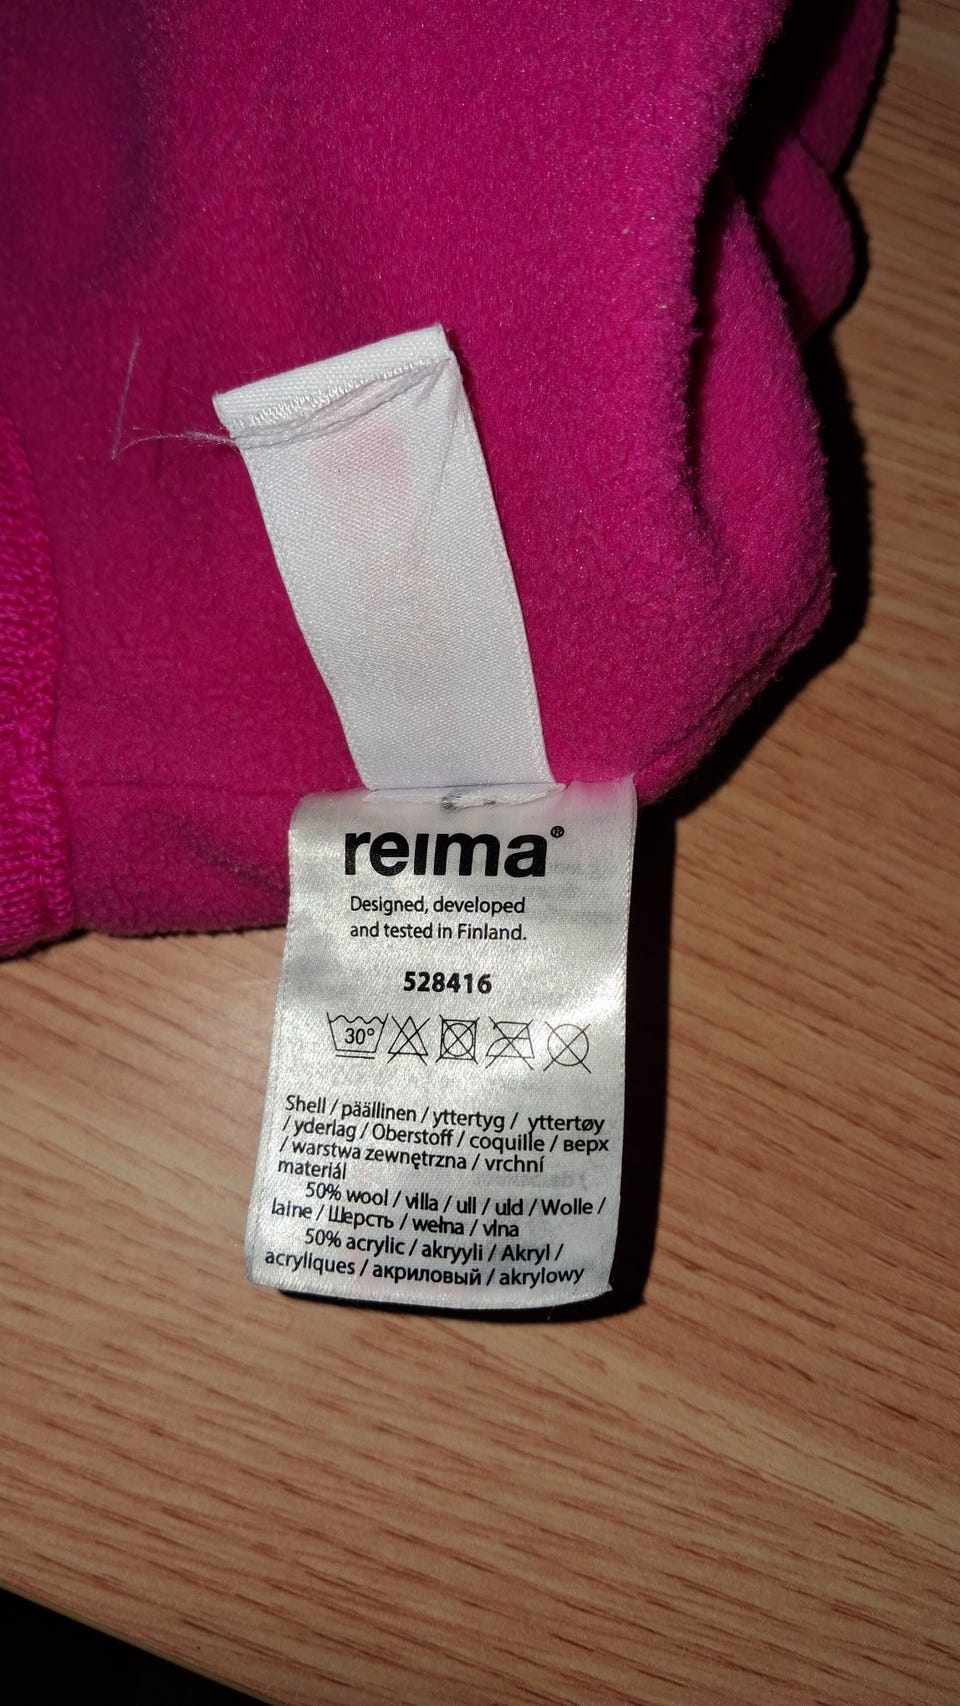 reima®
Designed, developed
and tested in Finland.
528416
30°
Shell / päällinen / yttertyg / yttertøy
/ yderlag / Oberstoff / coquille / верх
/ warstwa zewnętrzna / vrchní
materiál
50% wool / villa / ull / uld / Wolle /
laine / Шерсть / wełna / vlna
50% acrylic / akryyli / Akryl /
acryliques / акриловый / akrylowy